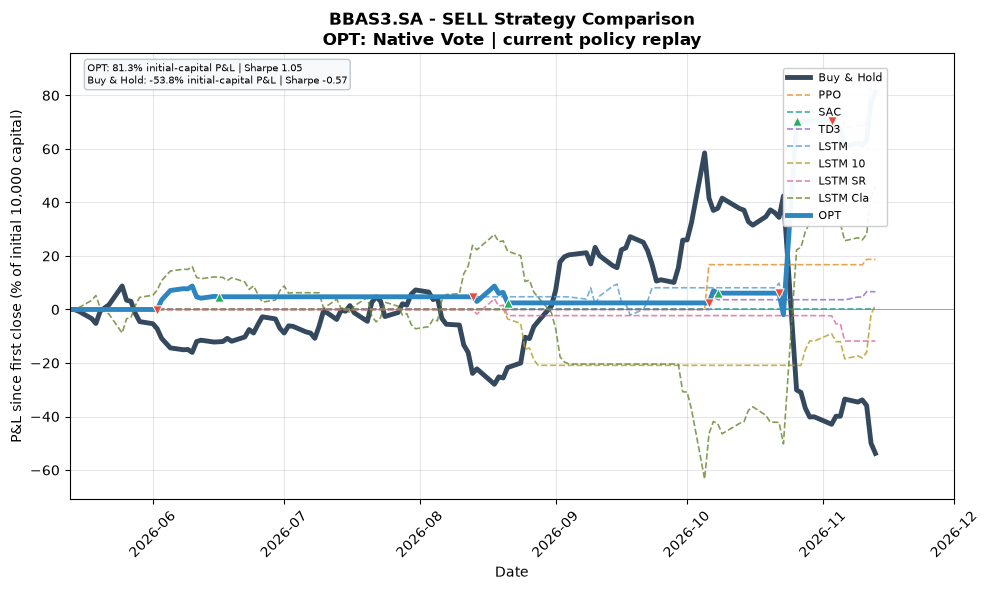 BBAS3.SA - SELL Strategy Comparison
OPT: Native Vote | current policy replay
OPT: 81.3% initial-capital P&L | Sharpe 1.05
Buy & Hold: -53.8% initial-capital P&L | Sharpe -0.57
Buy & Hold
PPO
SAC
TD3
LSTM
LSTM 10
LSTM SR
LSTM Cla
OPT
P&L since first close (% of initial 10,000 capital)
80
60
40
20
0
−20
−40
−60
2026-06
2026-07
2026-08
2026-09
2026-10
2026-11
2026-12
Date